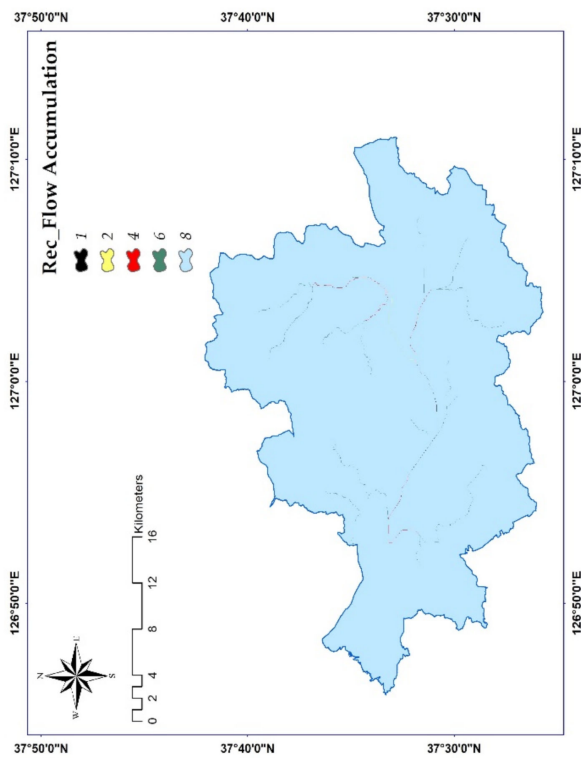 37°50'0"N
37°40'0"N
37°30'0"N
Rec_Flow Accumulation
1
2
4
6
8
127°10'0"E
127°0'0"E
126°50'0"E
127°10'0"E
127°0'0"E
126°50'0"E
N
W
E
S
Kilometers
0 2 4 8 12 16
37°50'0"N
37°40'0"N
37°30'0"N